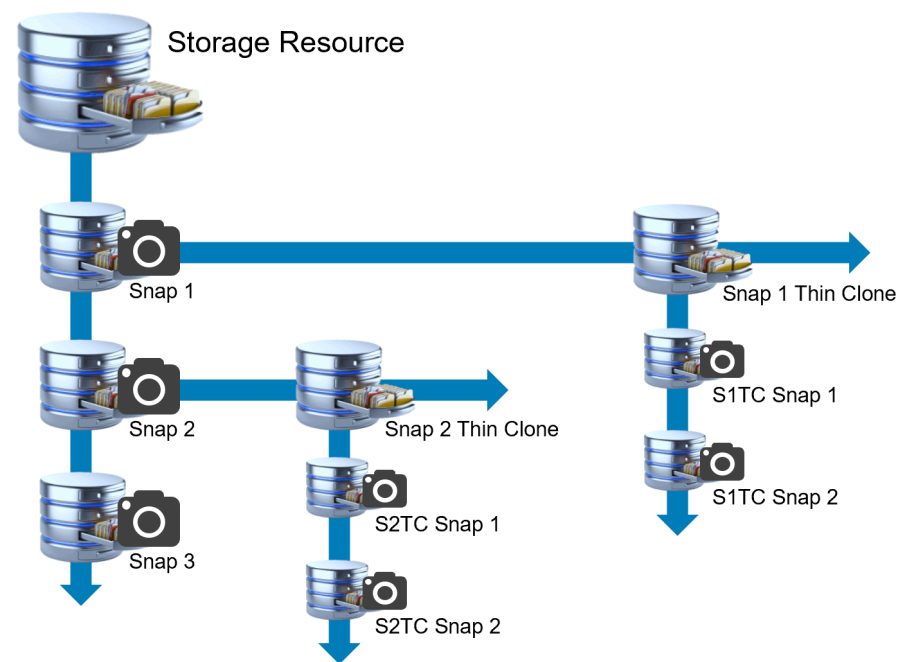 Storage Resource
Snap 1
Snap 1 Thin Clone
S1TC Snap 1
Snap 2
Snap 2 Thin Clone
S1TC Snap 2
S2TC Snap 1
Snap 3
S2TC Snap 2